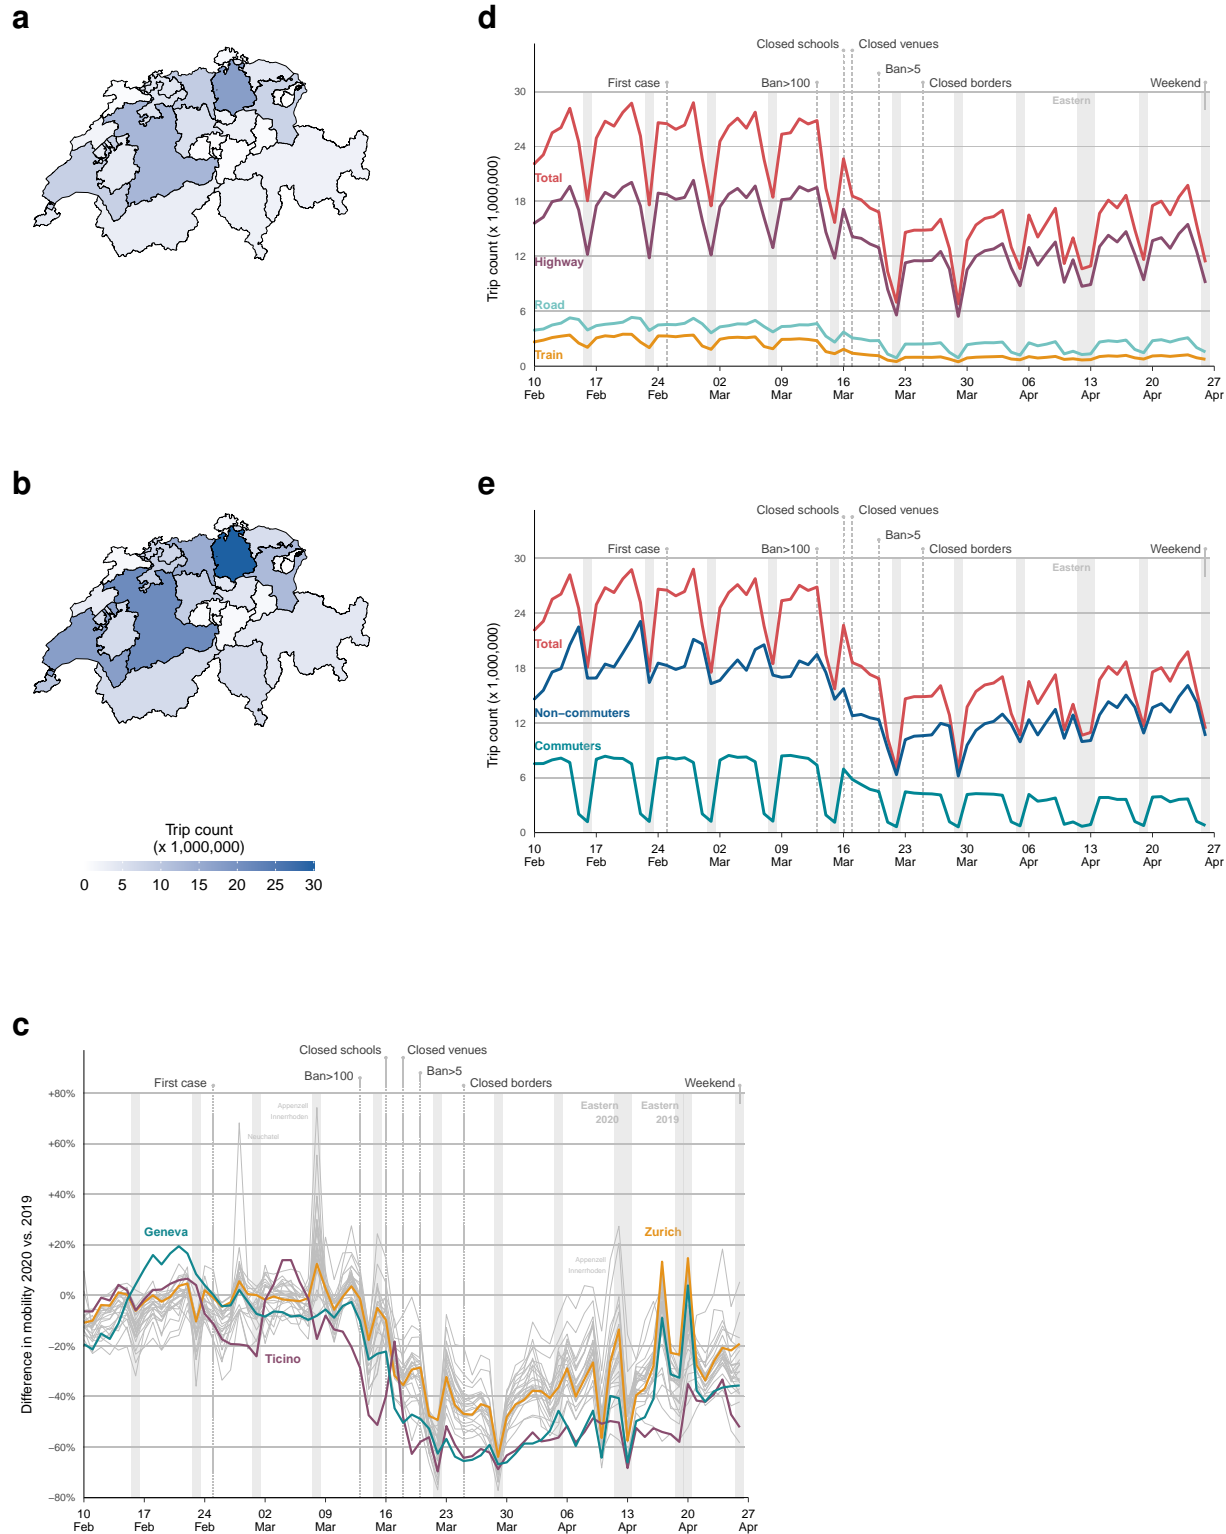 a
b
Trip count
(x 1,000,000)
0 5 10 15 20 25 30
d
Closed schools Closed venues
Ban>5
First case Ban>100 Closed borders Weekend
Eastern
30
24
18
12
6
0
Trip count (x 1,000,000)
Total
Highway
Road
Train
10 17 24 02 09 16 23 30 06 13 20 27
Feb Feb Feb Mar Mar Mar Mar Mar Apr Apr Apr Apr
e
Closed schools Closed venues
Ban>5
First case Ban>100 Closed borders Weekend
Eastern
30
24
18
12
6
0
Trip count (x 1,000,000)
Total
Non−commuters
Commuters
10 17 24 02 09 16 23 30 06 13 20 27
Feb Feb Feb Mar Mar Mar Mar Mar Apr Apr Apr Apr
c
Closed schools Closed venues
Ban>100 Ban>5
First case Closed borders Weekend
+80%
+60%
+40%
+20%
0%
−20%
−40%
−60%
−80%
Difference in mobility 2020 vs. 2019
Appenzell
Innerrhoden
Neuchatel
Eastern
2020
Eastern
2019
Geneva
Zurich
Appenzell
Innerrhoden
Ticino
10 17 24 02 09 16 23 30 06 13 20 27
Feb Feb Feb Mar Mar Mar Mar Mar Apr Apr Apr Apr